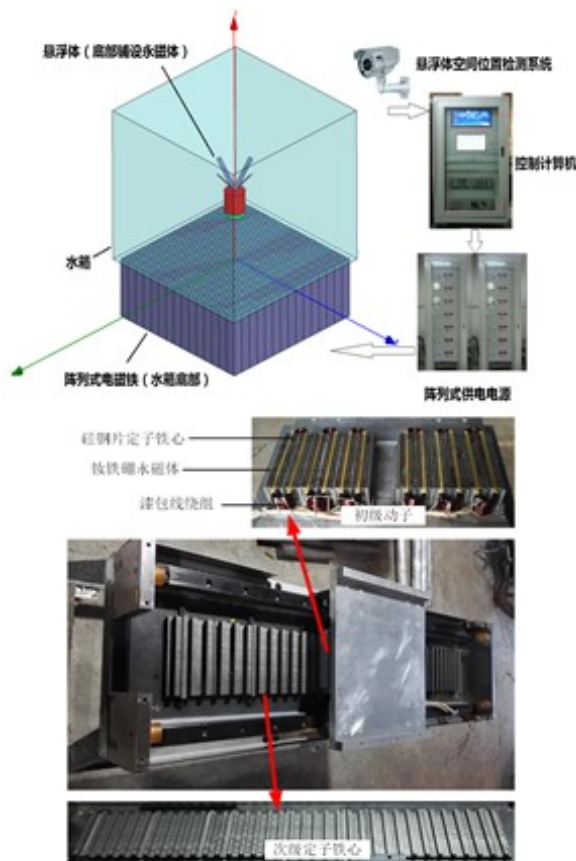 悬浮体（底部铺设永磁体）
悬浮体空间位置检测系统
控制计算机
水箱
阵列式电磁铁（水箱底部）
阵列式供电电源
硅钢片定子铁心
钕铁硼永磁体
漆包线绕组
初级动子
次级定子铁心